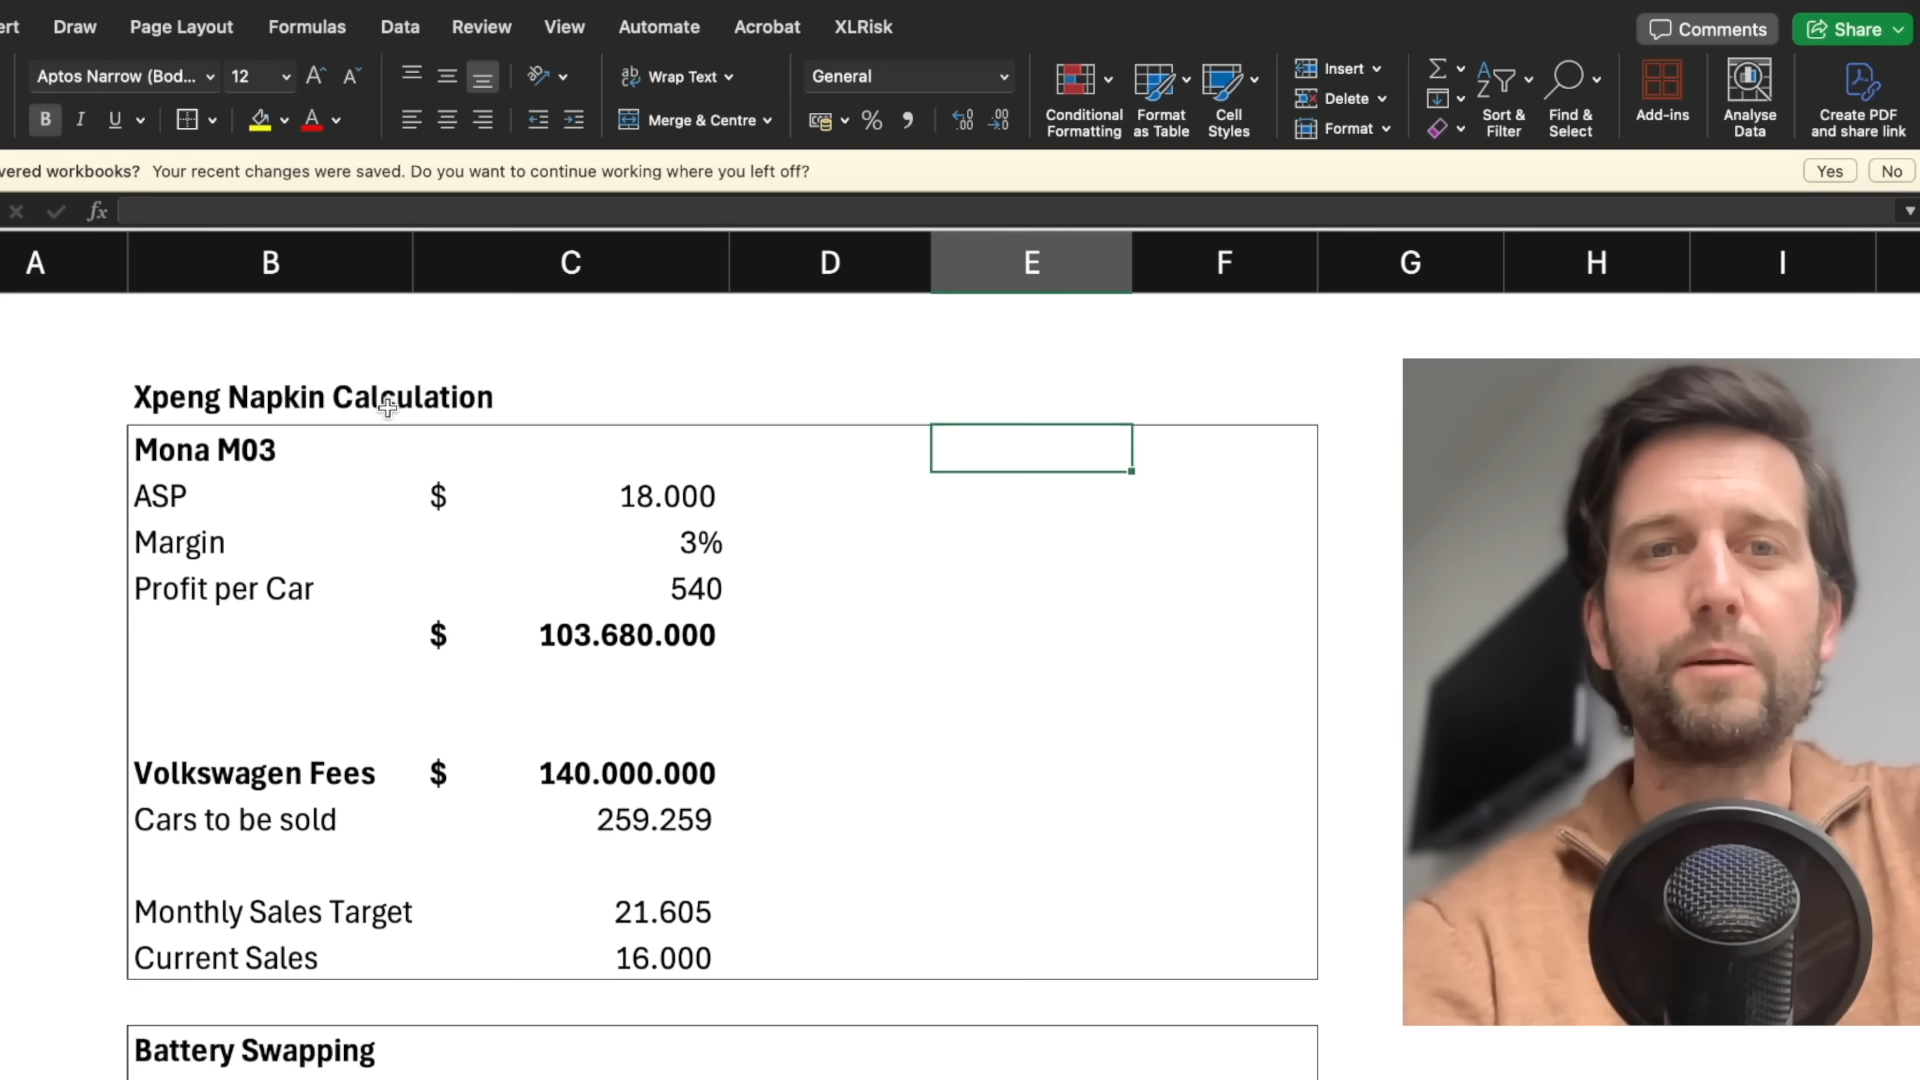 ert Draw Page Layout Formulas Data Review View Automate Acrobat XLRisk Comments Share
Aptos Narrow (Bod... 12 A A ab Wrap Text General Insert Σ
B I U A Merge & Centre % Delete
Conditional Formatting Format as Table Cell Styles Format Sort & Filter Find & Select Add-ins Analyse Data Create PDF and share link
vered workbooks? Your recent changes were saved. Do you want to continue working where you left off? Yes No
fx
A B C D E F G H I
Xpeng Napkin Calculation
Mona M03
ASP $ 18.000
Margin 3%
Profit per Car 540
$ 103.680.000
Volkswagen Fees $ 140.000.000
Cars to be sold 259.259
Monthly Sales Target 21.605
Current Sales 16.000
Battery Swapping